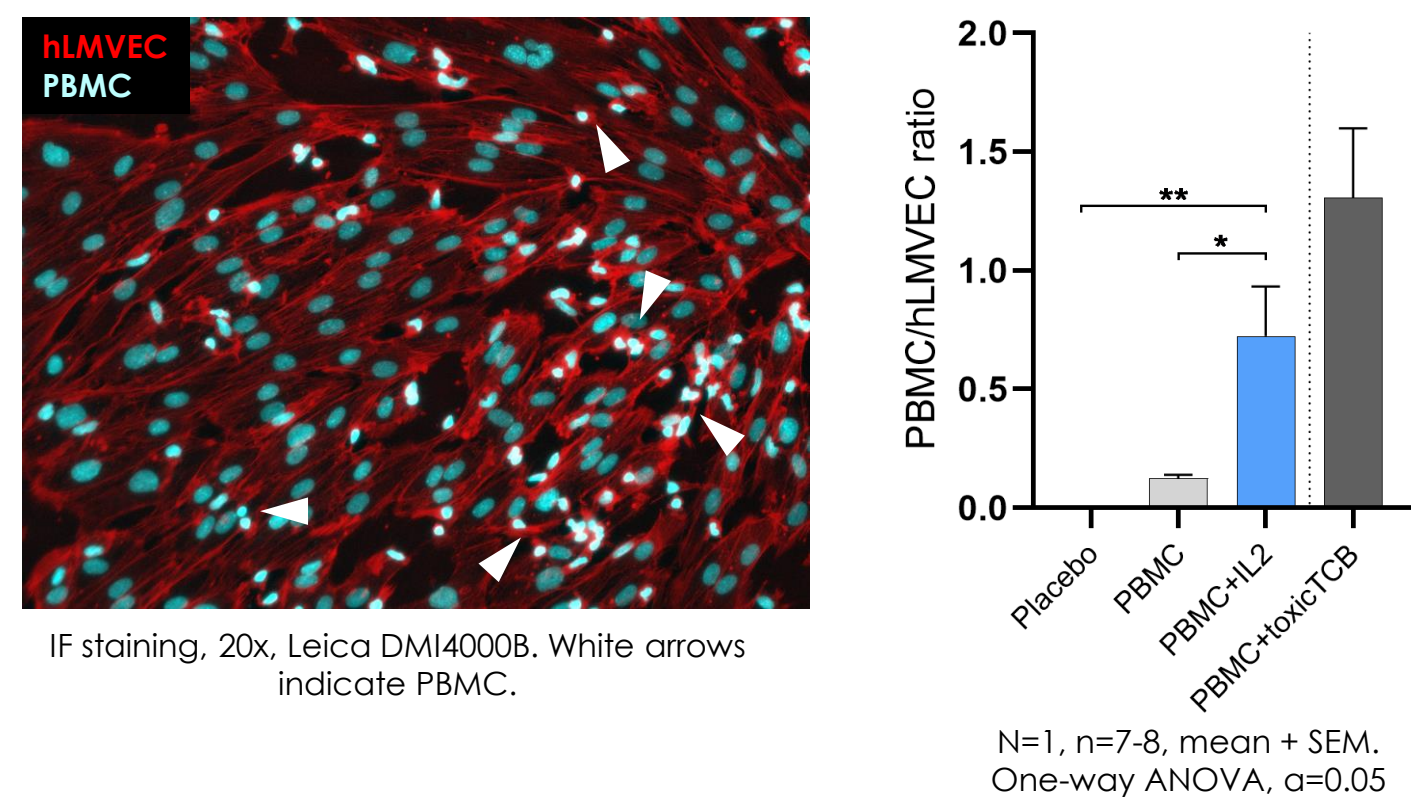 hLMVEC
PBMC
IF staining, 20x, Leica DMI4000B. White arrows
indicate PBMC.
PBMC/hLMVEC ratio
2.0
1.5
1.0
0.5
0.0
**
*
Placebo
PBMC
PBMC+IL2
PBMC+toxicTCB
N=1, n=7-8, mean + SEM.
One-way ANOVA, a=0.05